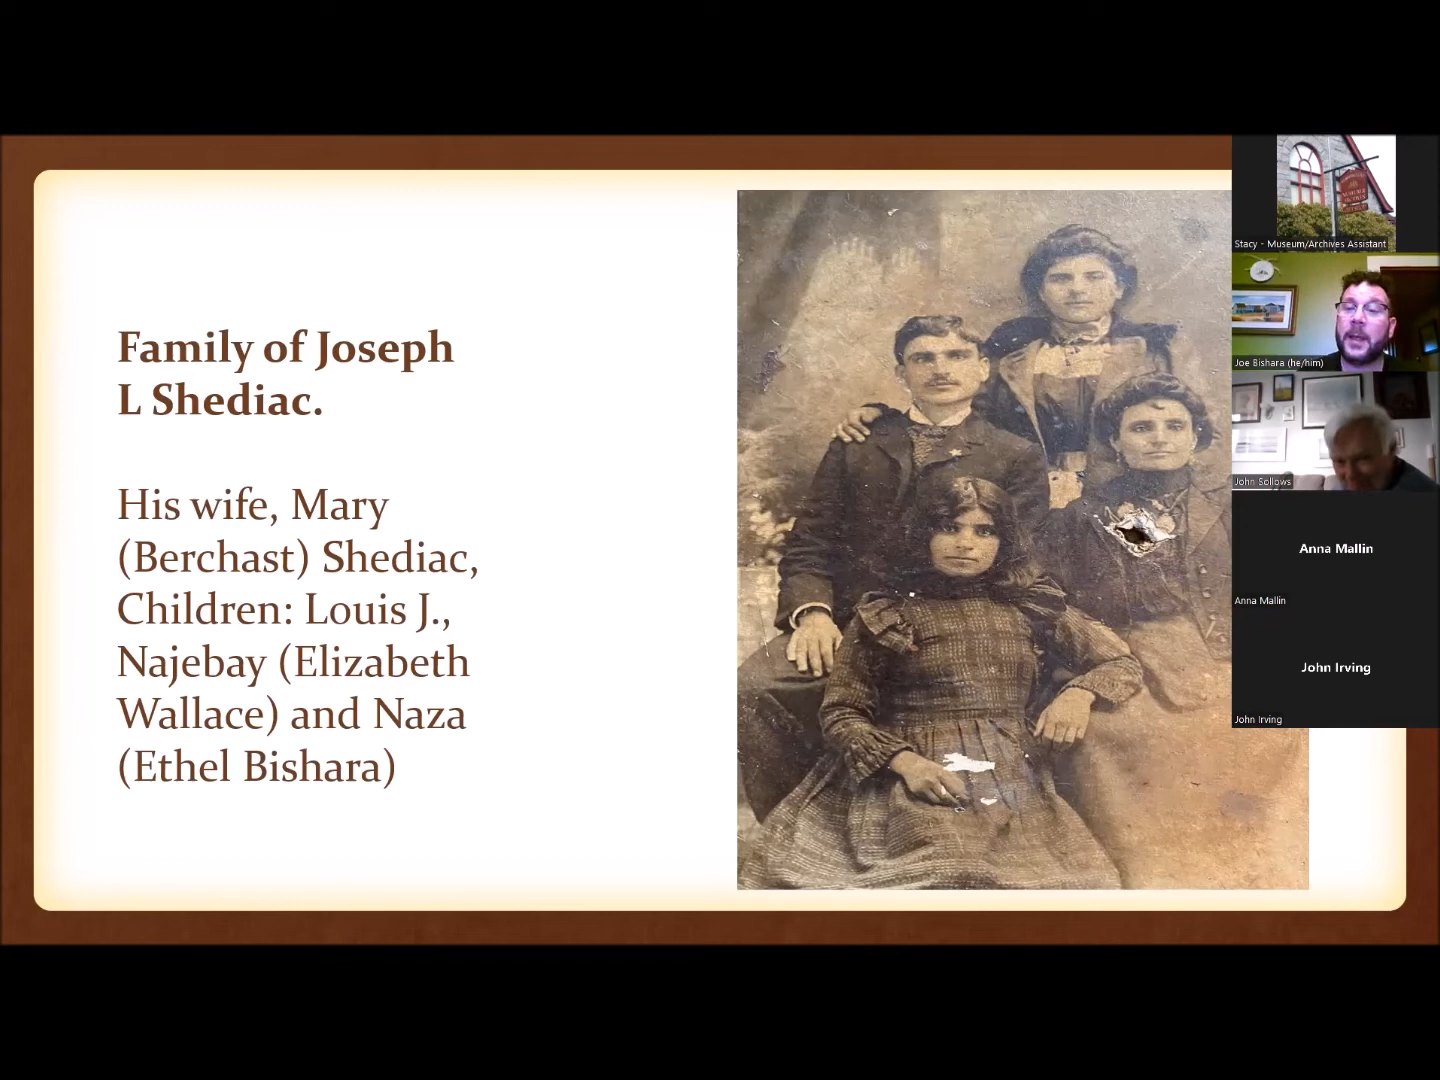 Family of Joseph
L Shediac.
His wife, Mary
(Berchast) Shediac,
Children: Louis J.,
Najebay (Elizabeth
Wallace) and Naza
(Ethel Bishara)
Stacy - Museum/Archives Assistant
Joe Bishara (he/him)
John Sollows
Anna Mallin
Anna Mallin
John Irving
John Irving